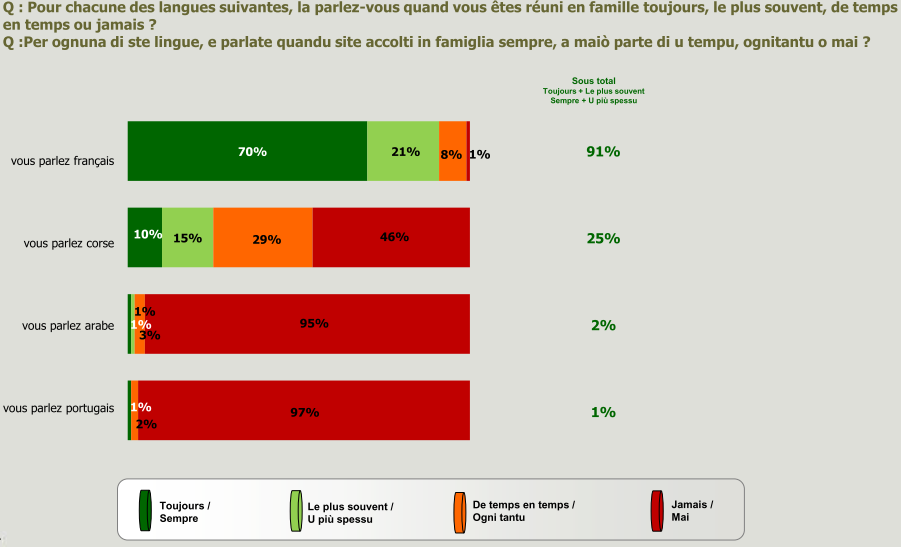 Q : Pour chacune des langues suivantes, la parlez-vous quand vous êtes réuni en famille toujours, le plus souvent, de temps
en temps ou jamais ?
Q :Per ognuna di ste lingue, e parlate quandu site accolti in famiglia sempre, a maiò parte di u tempu, ognitantu o mai ?
Sous total
Toujours + Le plus souvent
Sempre + U più spessu
vous parlez français
70%
21%
8%
1%
91%
vous parlez corse
10%
15%
29%
46%
25%
vous parlez arabe
1%
1%
3%
95%
2%
vous parlez portugais
1%
2%
97%
1%
Toujours /
Sempre
Le plus souvent /
U più spessu
De temps en temps /
Ogni tantu
Jamais /
Mai